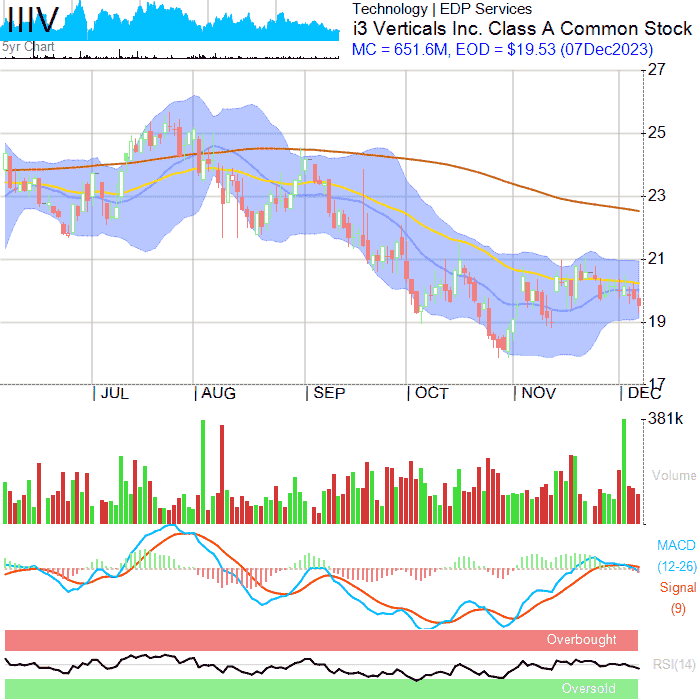 IIIV
5yr Chart
Technology | EDP Services
i3 Verticals Inc. Class A Common Stock
MC = 651.6M, EOD = $19.53 (07Dec2023)
27
25
23
21
19
17
JUL AUG SEP OCT NOV DEC
381k
Volume
MACD
(12-26)
Signal
(9)
Overbought
RSI(14)
Oversold